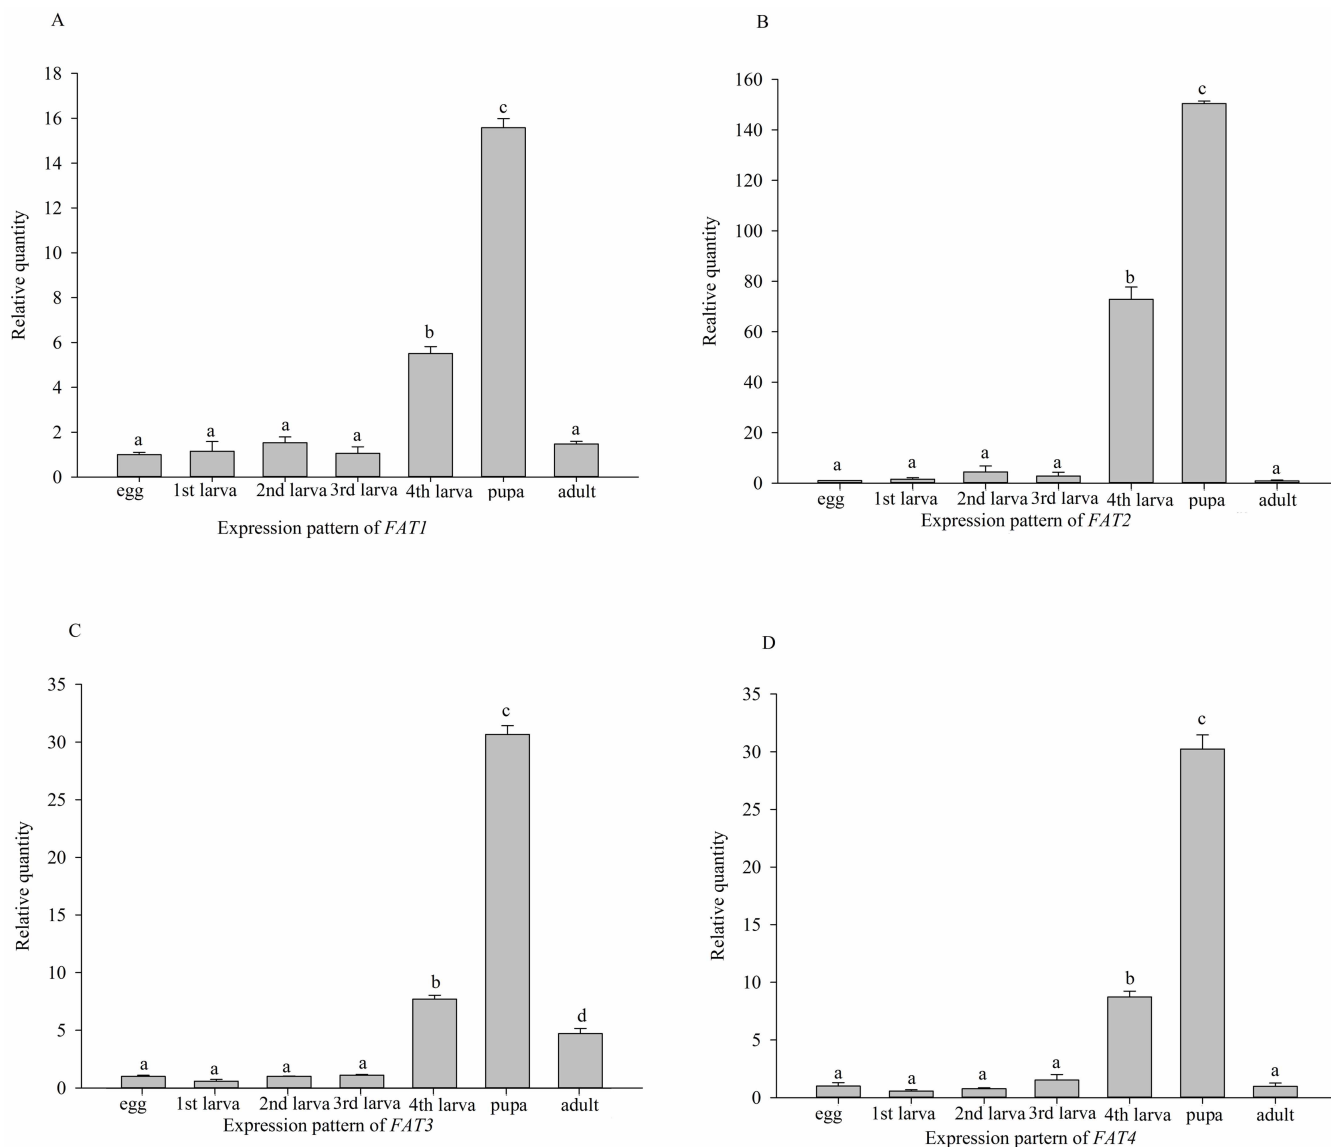 A
18
16
14
12
10
8
6
4
2
0
Relative quantity
a
a
a
a
b
c
a
egg 1st larva 2nd larva 3rd larva 4th larva pupa adult
Expression pattern of FAT1
B
160
140
120
100
80
60
40
20
0
Realtive quantity
a
a
a
a
b
c
a
egg 1st larva 2nd larva 3rd larva 4th larva pupa adult
Expression pattern of FAT2
C
35
30
25
20
15
10
5
0
Relative quantity
a
a
a
a
b
c
d
egg 1st larva 2nd larva 3rd larva 4th larva pupa adult
Expression pattern of FAT3
D
35
30
25
20
15
10
5
0
Relative quantity
a
a
a
a
b
c
a
egg 1st larva 2nd larva 3rd larva 4th larva pupa adult
Expression pattern of FAT4